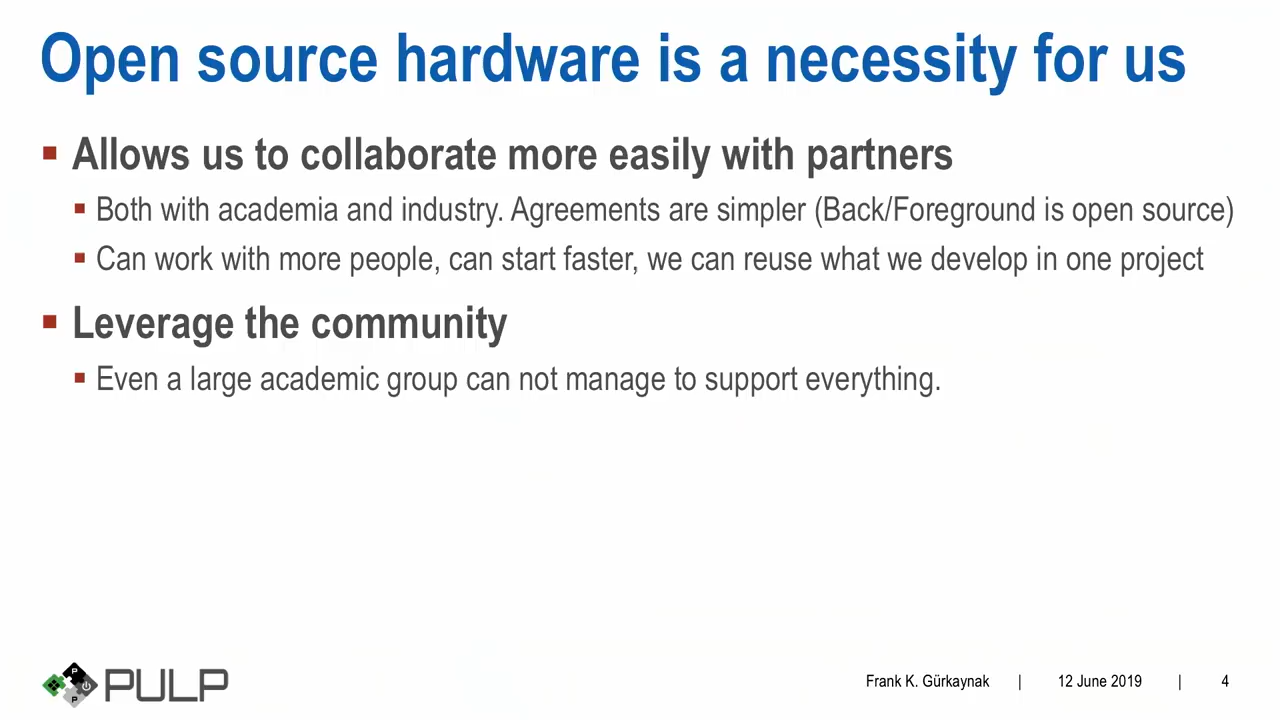 Open source hardware is a necessity for us
Allows us to collaborate more easily with partners
Both with academia and industry. Agreements are simpler (Back/Foreground is open source)
Can work with more people, can start faster, we can reuse what we develop in one project
Leverage the community
Even a large academic group can not manage to support everything.
P
P
PULP
Frank K. Gürkaynak | 12 June 2019 | 4